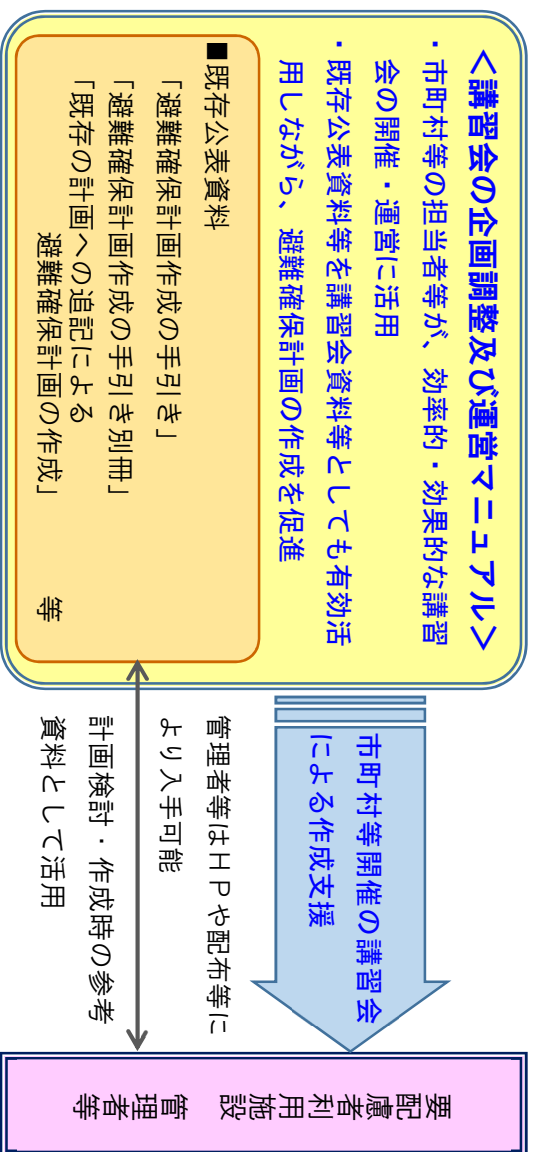 ＜講習会の企画調整及び運営マニュアル＞
・市町村等の担当者等が、効率的・効果的な講習
会の開催・運営に活用
・既存公表資料等を講習会資料等としても有効活
用しながら、避難確保計画の作成を促進
■既存公表資料
「避難確保計画作成の手引き」
「避難確保計画作成の手引き別冊」
「既存の計画への追記による
避難確保計画の作成」　等
市町村等開催の講習会
による作成支援
管理者等はＨＰや配布等に
より入手可能
計画検討・作成時の参考
資料として活用
要配慮者利用施設　管理者等